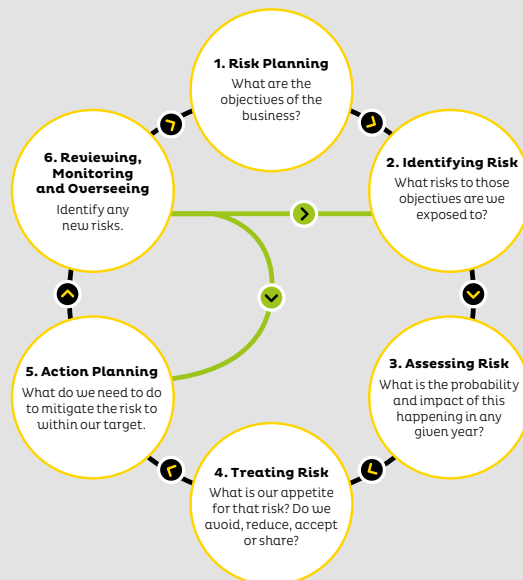 1. Risk Planning
What are the
objectives of the
business?
2. Identifying Risk
What risks to those
objectives are we
exposed to?
3. Assessing Risk
What is the probability
and impact of this
happening in any
given year?
4. Treating Risk
What is our appetite
for that risk? Do we
avoid, reduce, accept
or share?
5. Action Planning
What do we need to do
to mitigate the risk to
within our target.
6. Reviewing,
Monitoring
and Overseeing
Identify any
new risks.